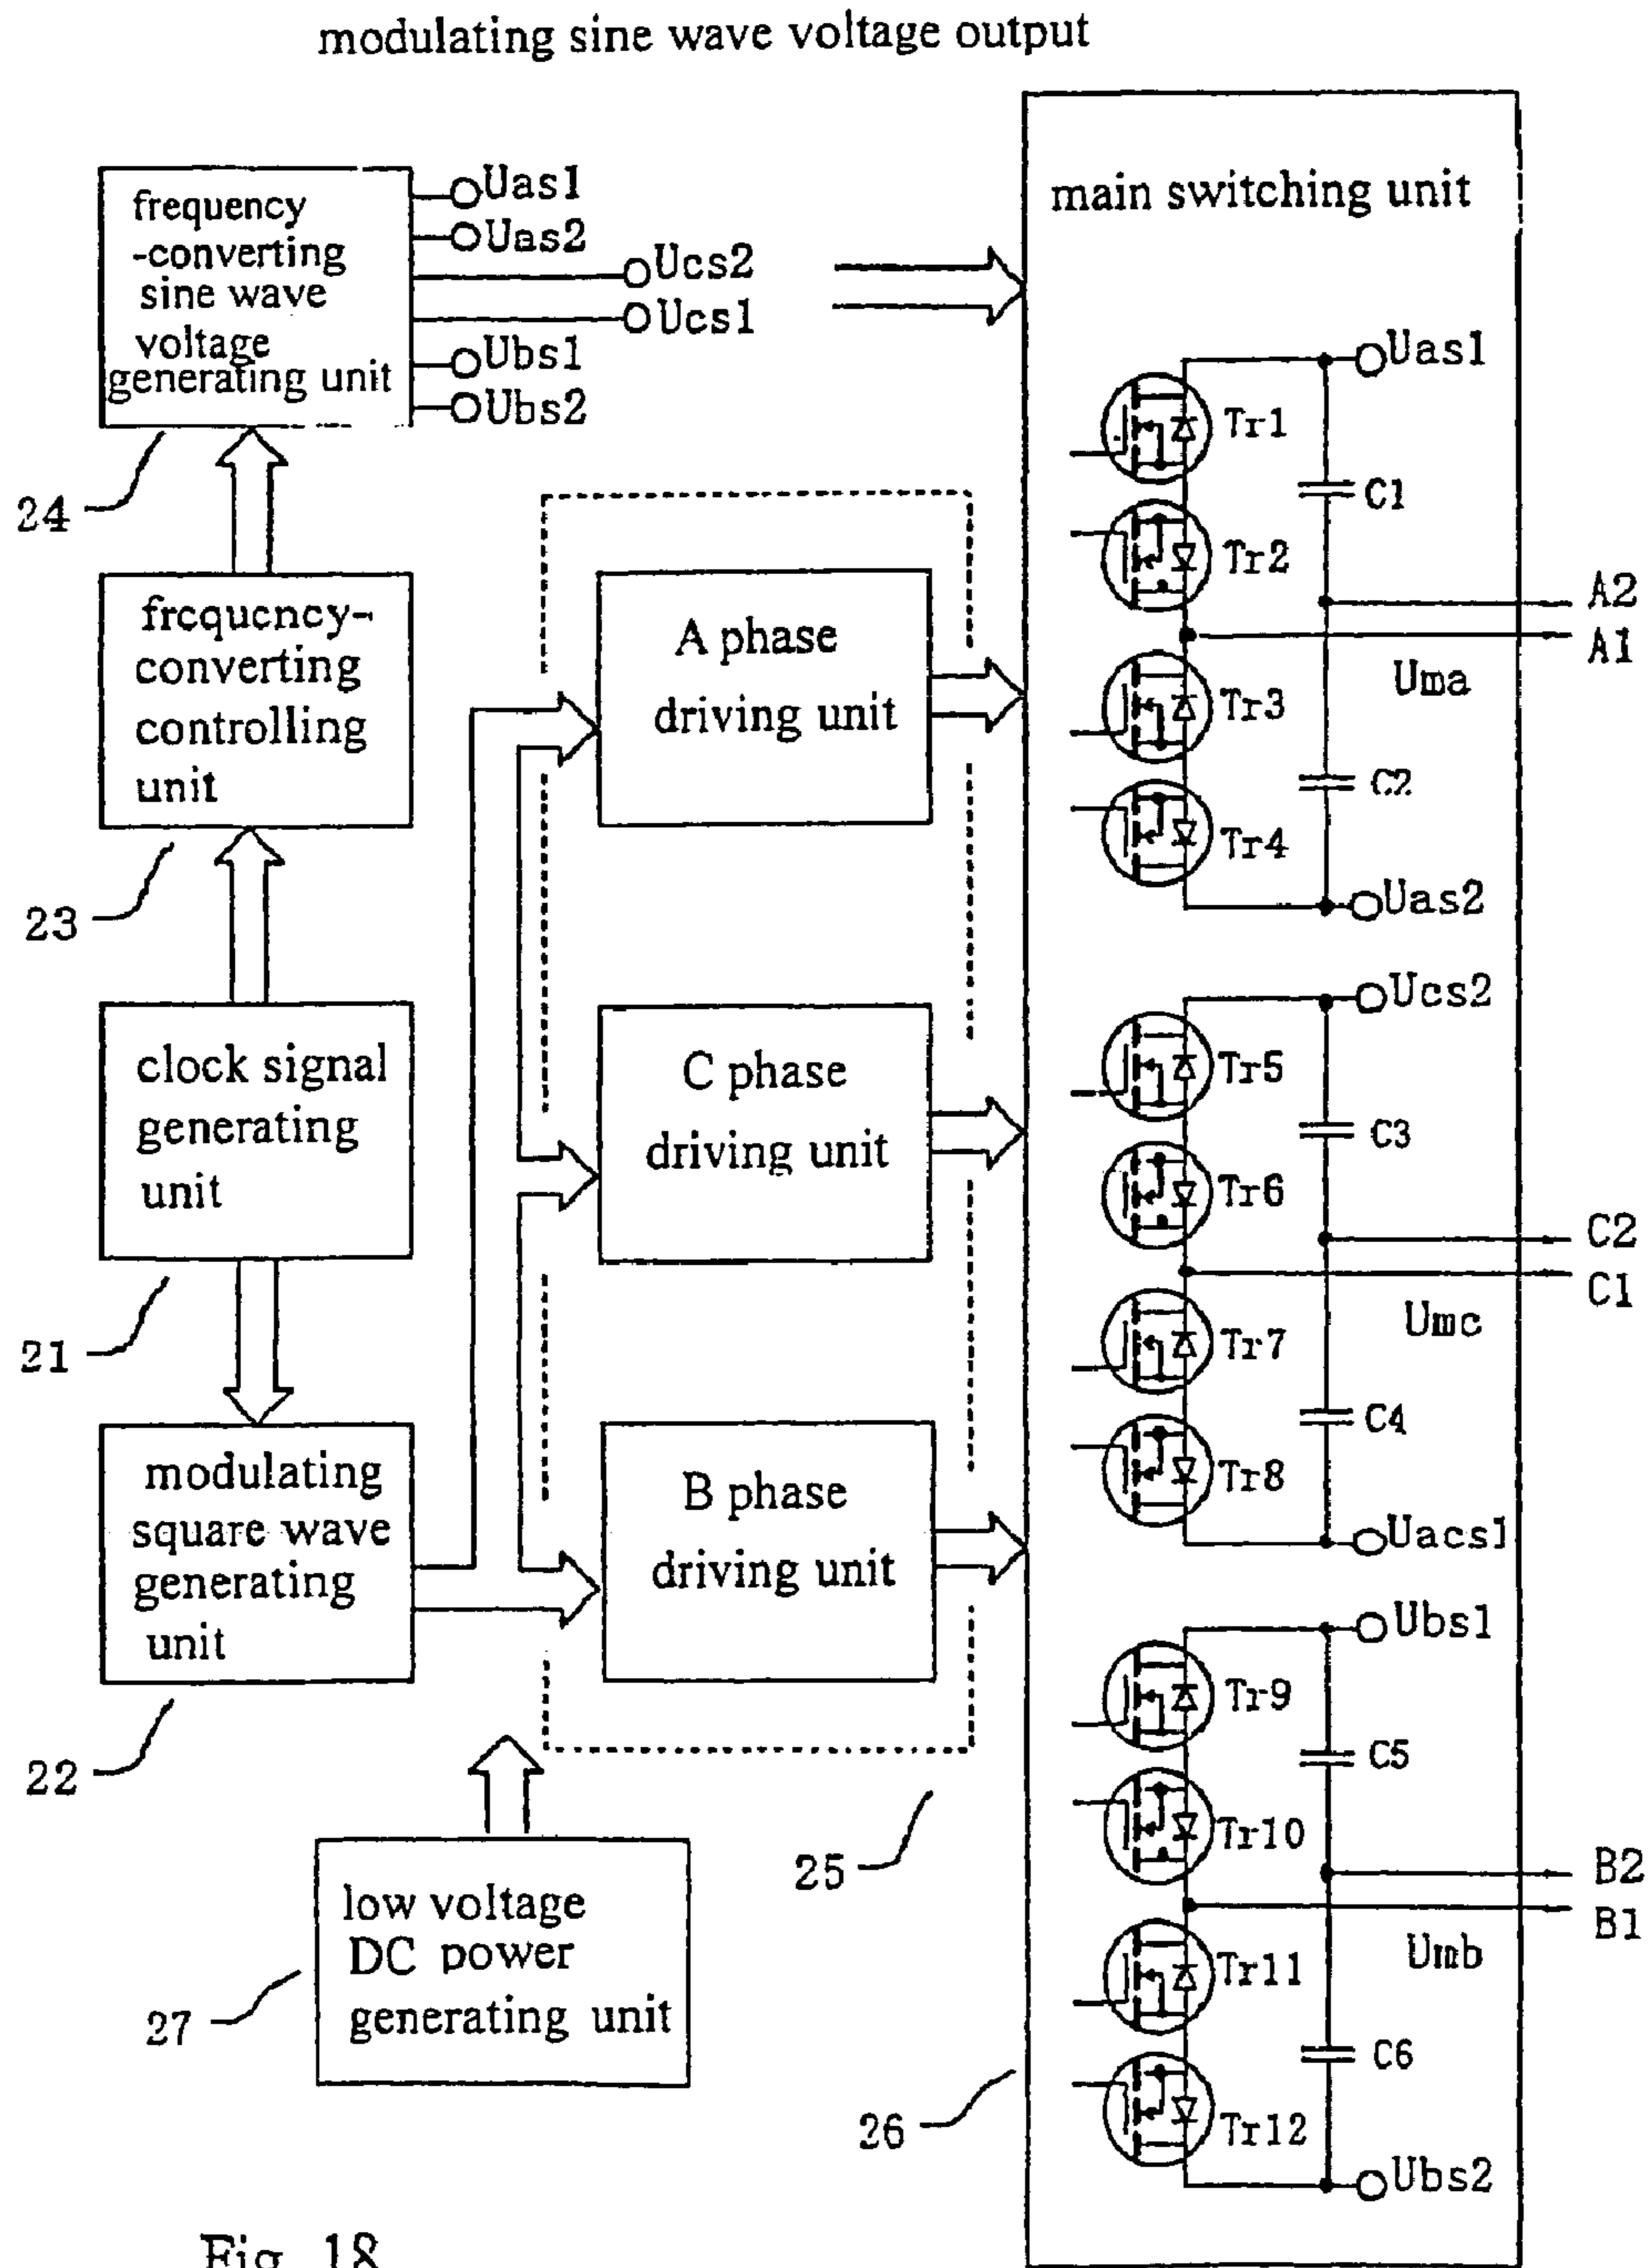 modulating sine wave voltage output
frequency
-converting
sine wave
voltage
generating unit
Uas1
Uas2
Ucs2
Ucs1
Ubs1
Ubs2
24
frequency-
converting
controlling
unit
23
clock signal
generating
unit
21
modulating
square wave
generating
unit
22
low voltage
DC power
generating unit
27
A phase
driving unit
C phase
driving unit
B phase
driving unit
25
main switching unit
Uas1
Tr1
C1
Tr2
A2
A1
Uma
Tr3
C2
Tr4
Uas2
Ucs2
Tr5
C3
Tr6
C2
C1
Umc
Tr7
C4
Tr8
Uacs1
Ubs1
Tr9
C5
Tr10
B2
B1
Umb
Tr11
C6
Tr12
Ubs2
26
Fig. 18